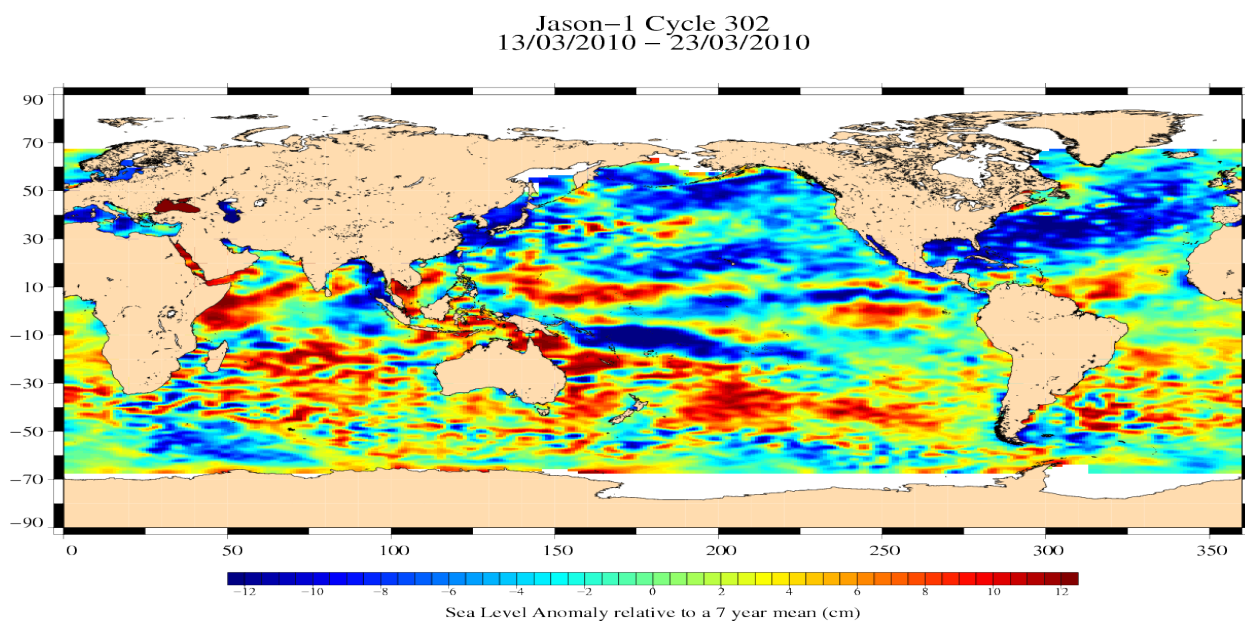 Jason−1 Cycle 302
13/03/2010 − 23/03/2010
90
70
50
30
10
−10
−30
−50
−70
−90
0 50 100 150 200 250 300 350
−12 −10 −8 −6 −4 −2 0 2 4 6 8 10 12
Sea Level Anomaly relative to a 7 year mean (cm)